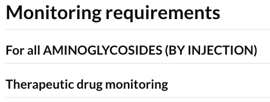 Monitoring requirements
For all AMINOGLYCOSIDES (BY INJECTION)
Therapeutic drug monitoring